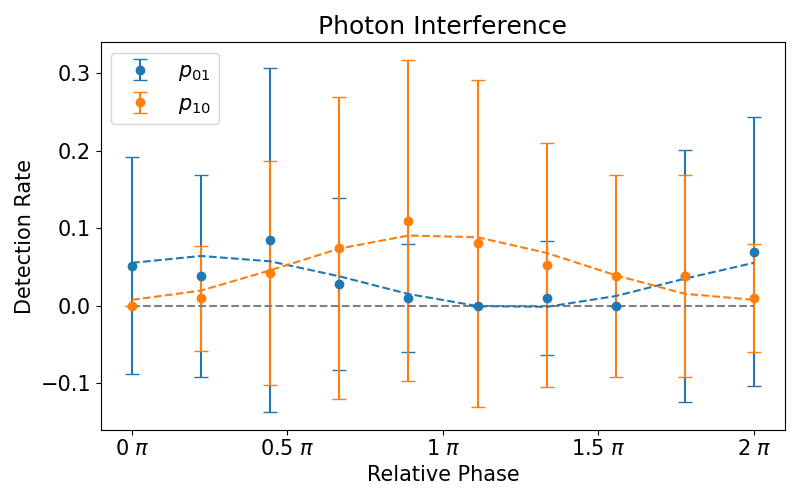 Photon Interference
p₀₁
p₁₀
Detection Rate
0.3
0.2
0.1
0.0
−0.1
0 π
0.5 π
1 π
1.5 π
2 π
Relative Phase